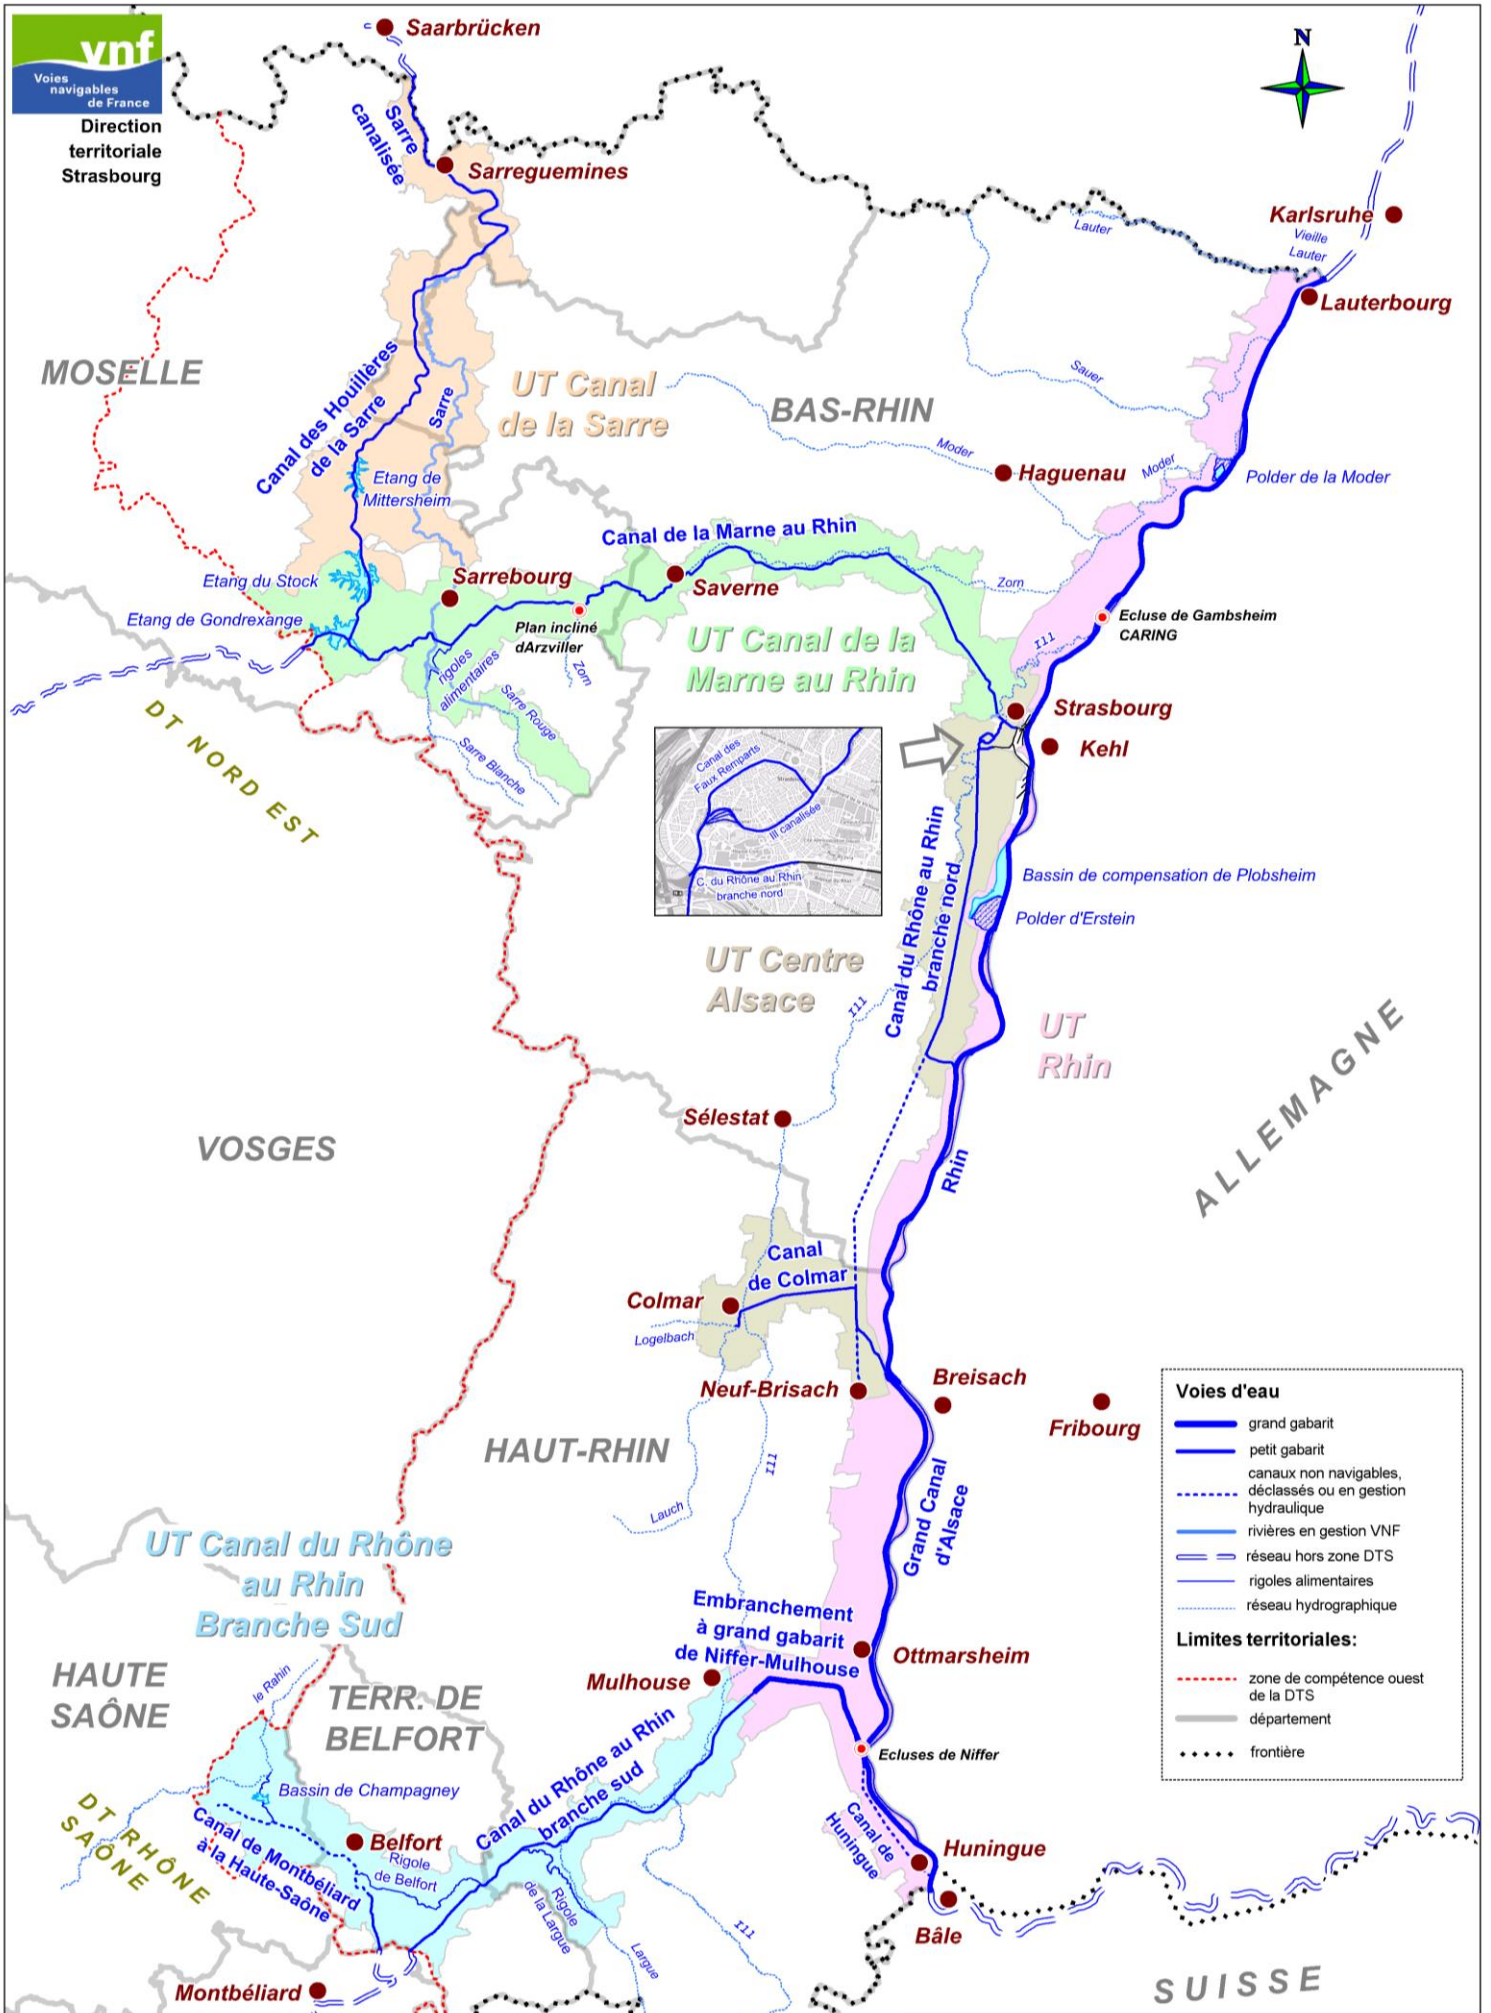 vnf
Voies
navigables
de France
Direction
territoriale
Strasbourg
Saarbrücken
N
Sarre
canalisée
Sarreguemines
Karlsruhe
Lauter
Vieille
Lauter
Lauterbourg
MOSELLE
Canal des Houillères
de la Sarre
Sarre
UT Canal
de la Sarre
BAS-RHIN
Sauer
Moder
Haguenau
Moder
Polder de la Moder
Etang de
Mittersheim
Canal de la Marne au Rhin
Etang du Stock
Sarrebourg
Saverne
Zorn
Etang de Gondrexange
Plan incliné
dArzviller
Ecluse de Gambsheim
CARING
UT Canal de la
Marne au Rhin
Ill
rigoles
alimentaires
Zorn
Sarre Rouge
Sarre Blanche
DT NORD EST
Strasbourg
Kehl
Canal des
Faux Remparts
Ill canalisée
C. du Rhône au Rhin
branche nord
Canal du Rhône au Rhin
branche nord
Bassin de compensation de Plobsheim
Polder d'Erstein
UT Centre
Alsace
Ill
UT
Rhin
ALLEMAGNE
Sélestat
VOSGES
Rhin
Canal
de Colmar
Colmar
Logelbach
Neuf-Brisach
Breisach
Fribourg
HAUT-RHIN
Ill
Lauch
Grand Canal
d'Alsace
Voies d'eau
grand gabarit
petit gabarit
canaux non navigables,
déclassés ou en gestion
hydraulique
rivières en gestion VNF
réseau hors zone DTS
rigoles alimentaires
réseau hydrographique
Limites territoriales:
zone de compétence ouest
de la DTS
département
frontière
UT Canal du Rhône
au Rhin
Branche Sud
Embranchement
à grand gabarit
de Niffer-Mulhouse
Ottmarsheim
Mulhouse
HAUTE
SAÔNE
le Rahin
TERR. DE
BELFORT
Ecluses de Niffer
Bassin de Champagney
Canal du Rhône au Rhin
branche sud
DT RHÔNE
SAÔNE
Canal de Montbéliard
à la Haute-Saône
Belfort
Rigole
de Belfort
Rigole
de la Largue
Largue
Ill
Canal de
Huningue
Huningue
Bâle
Montbéliard
SUISSE